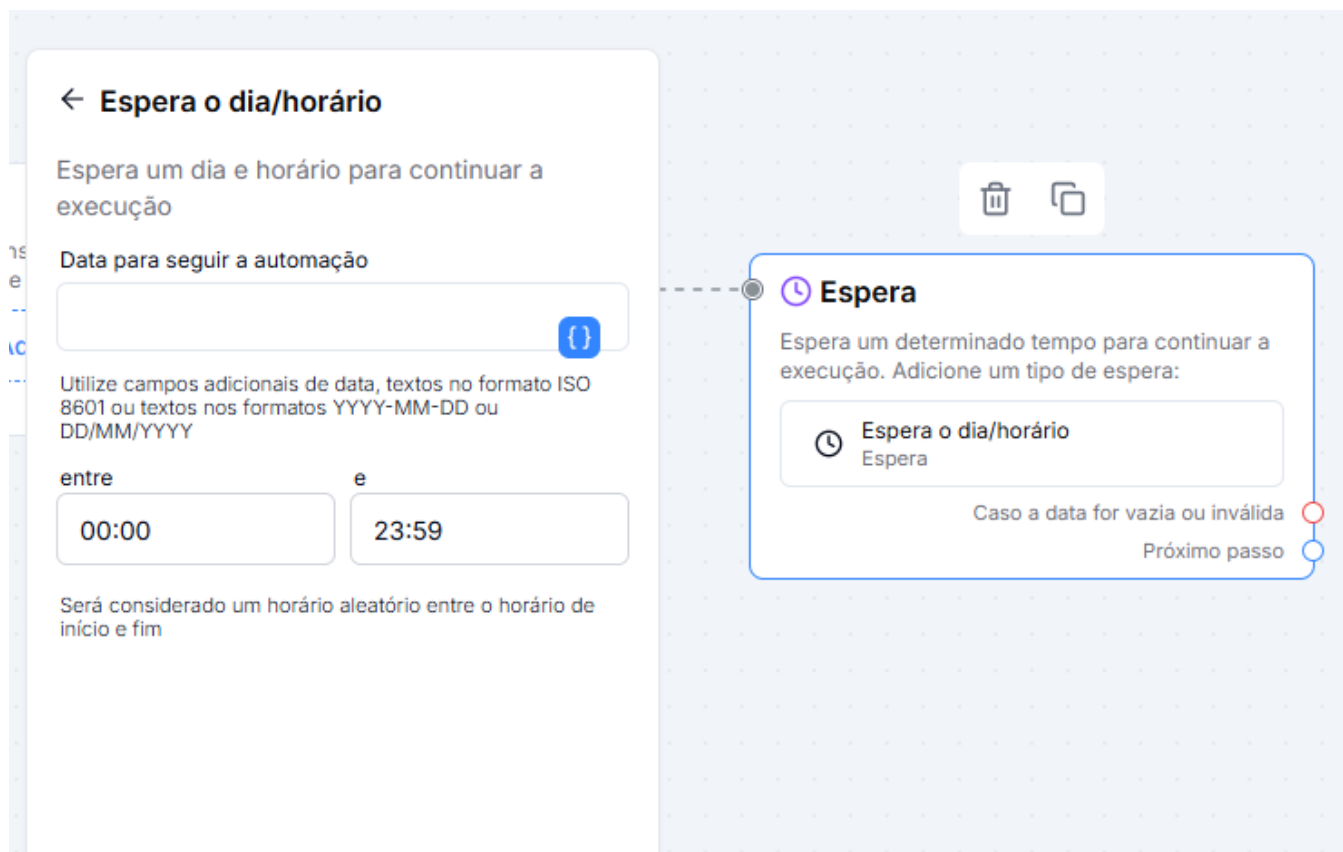 Espera o dia/horário
Espera um dia e horário para continuar a
execução
Data para seguir a automação
{}
Utilize campos adicionais de data, textos no formato ISO
8601 ou textos nos formatos YYYY-MM-DD ou
DD/MM/YYYY
entre
e
00:00
23:59
Será considerado um horário aleatório entre o horário de
início e fim
Espera
Espera um determinado tempo para continuar a
execução. Adicione um tipo de espera:
Espera o dia/horário
Espera
Caso a data for vazia ou inválida
Próximo passo